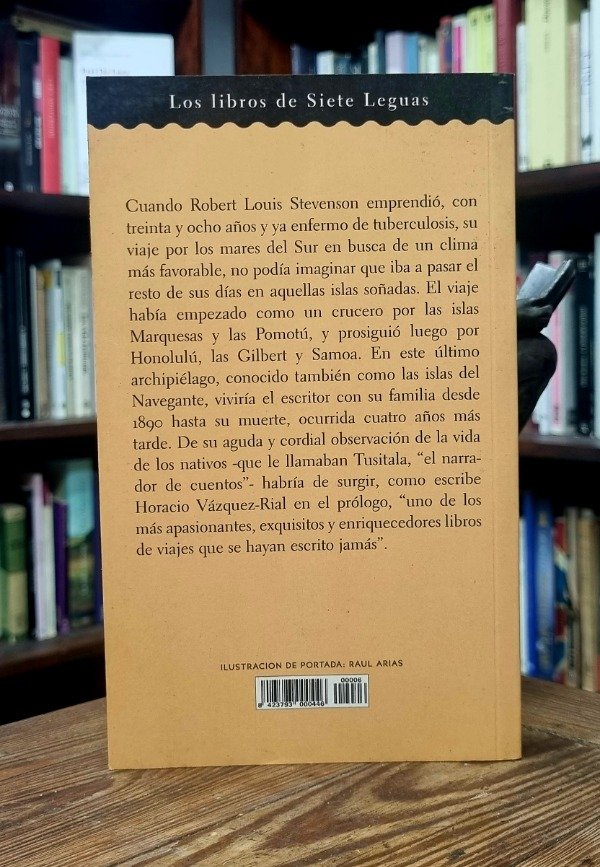 Los libros de Siete Leguas
Cuando Robert Louis Stevenson emprendió, con
treinta y ocho años y ya enfermo de tuberculosis, su
viaje por los mares del Sur en busca de un clima
más favorable, no podía imaginar que iba a pasar el
resto de sus días en aquellas islas soñadas. El viaje
había empezado como un crucero por las islas
Marquesas y las Pomotú, y prosiguió luego por
Honolulú, las Gilbert y Samoa. En este último
archipiélago, conocido también como las islas del
Navegante, viviría el escritor con su familia desde
1890 hasta su muerte, ocurrida cuatro años más
tarde. De su aguda y cordial observación de la vida
de los nativos -que le llamaban Tusitala, “el narra-
dor de cuentos”- habría de surgir, como escribe
Horacio Vázquez-Rial en el prólogo, “uno de los
más apasionantes, exquisitos y enriquecedores libros
de viajes que se hayan escrito jamás”.
ILUSTRACION DE PORTADA: RAUL ARIAS
00006
8 423793 000446